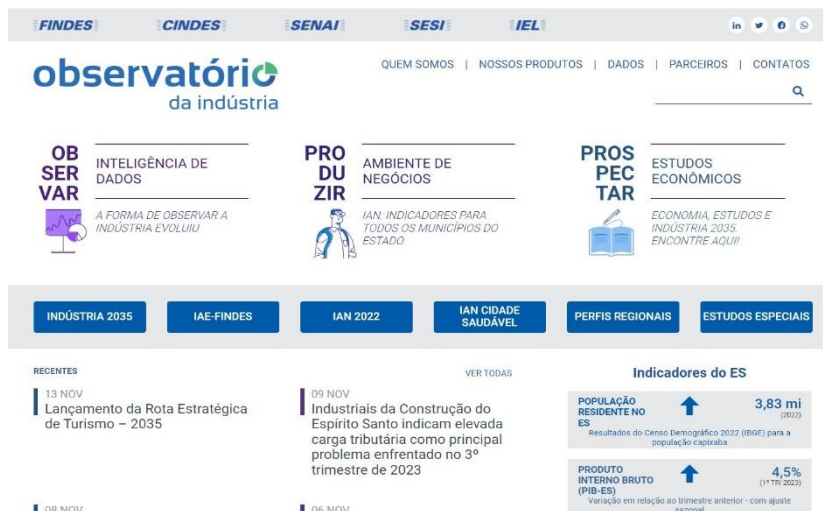 FINDES
CINDES
SENAI
SESI
IEL
observatório
da indústria
QUEM SOMOS | NOSSOS PRODUTOS | DADOS | PARCEIROS | CONTATOS
OB
SER
VAR
INTELIGÊNCIA DE
DADOS
A FORMA DE OBSERVAR A
INDÚSTRIA EVOLUIU
PRO
DU
ZIR
AMBIENTE DE
NEGÓCIOS
IAN: INDICADORES PARA
TODOS OS MUNICÍPIOS DO
ESTADO
PROS
PEC
TAR
ESTUDOS
ECONÔMICOS
ECONOMIA, ESTUDOS E
INDÚSTRIA 2035.
ENCONTRE AQUI!
INDÚSTRIA 2035
IAE-FINDES
IAN 2022
IAN CIDADE
SAUDÁVEL
PERFIS REGIONAIS
ESTUDOS ESPECIAIS
RECENTES
VER TODAS
13 NOV
Lançamento da Rota Estratégica
de Turismo – 2035
09 NOV
Industriais da Construção do
Espírito Santo indicam elevada
carga tributária como principal
problema enfrentado no 3º
trimestre de 2023
08 NOV
06 NOV
Indicadores do ES
POPULAÇÃO
RESIDENTE NO
ES
3,83 mi
(2022)
Resultados do Censo Demográfico 2022 (IBGE) para a
população capixaba
PRODUTO
INTERNO BRUTO
(PIB-ES)
4,5%
(1º TRI 2023)
Variação em relação ao trimestre anterior - com ajuste
sazonal